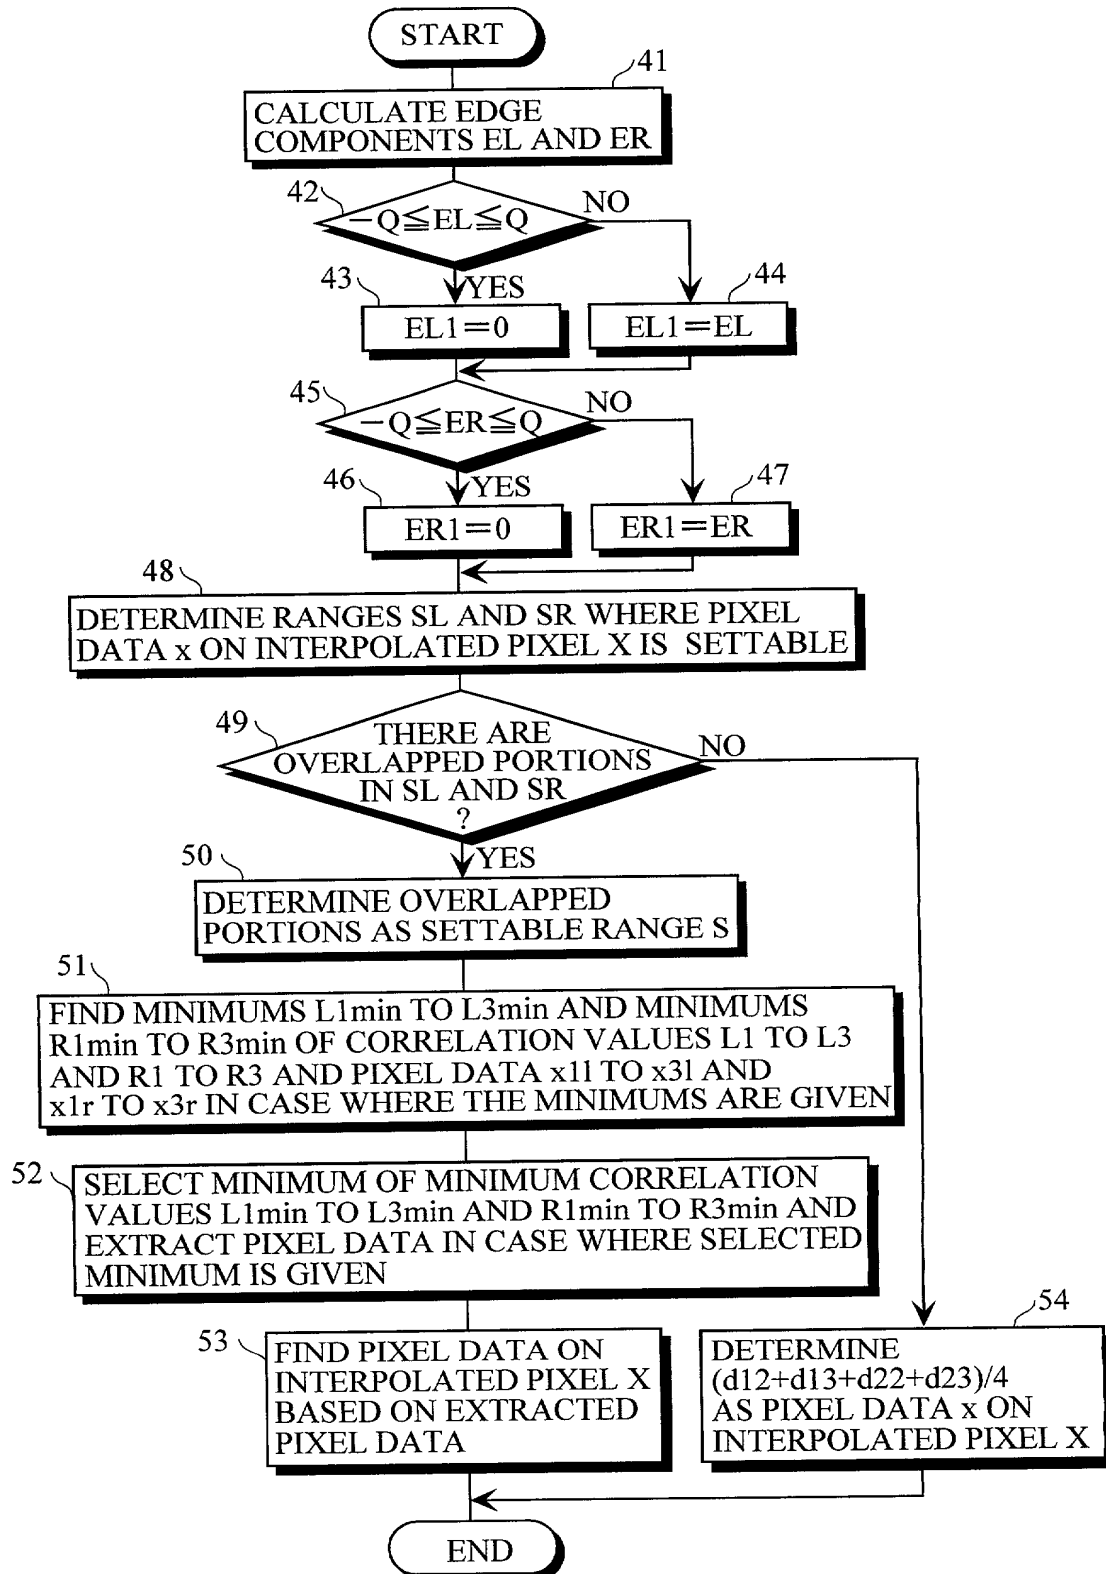 START
41
CALCULATE EDGE
COMPONENTS EL AND ER
42
−Q≦EL≦Q
NO
YES
43
EL1=0
44
EL1=EL
45
−Q≦ER≦Q
NO
YES
46
ER1=0
47
ER1=ER
48
DETERMINE RANGES SL AND SR WHERE PIXEL
DATA x ON INTERPOLATED PIXEL X IS SETTABLE
49
THERE ARE
OVERLAPPED PORTIONS
IN SL AND SR
?
NO
YES
50
DETERMINE OVERLAPPED
PORTIONS AS SETTABLE RANGE S
51
FIND MINIMUMS L1min TO L3min AND MINIMUMS
R1min TO R3min OF CORRELATION VALUES L1 TO L3
AND R1 TO R3 AND PIXEL DATA x1l TO x3l AND
x1r TO x3r IN CASE WHERE THE MINIMUMS ARE GIVEN
52
SELECT MINIMUM OF MINIMUM CORRELATION
VALUES L1min TO L3min AND R1min TO R3min AND
EXTRACT PIXEL DATA IN CASE WHERE SELECTED
MINIMUM IS GIVEN
53
FIND PIXEL DATA ON
INTERPOLATED PIXEL X
BASED ON EXTRACTED
PIXEL DATA
54
DETERMINE
(d12+d13+d22+d23)/4
AS PIXEL DATA x ON
INTERPOLATED PIXEL X
END